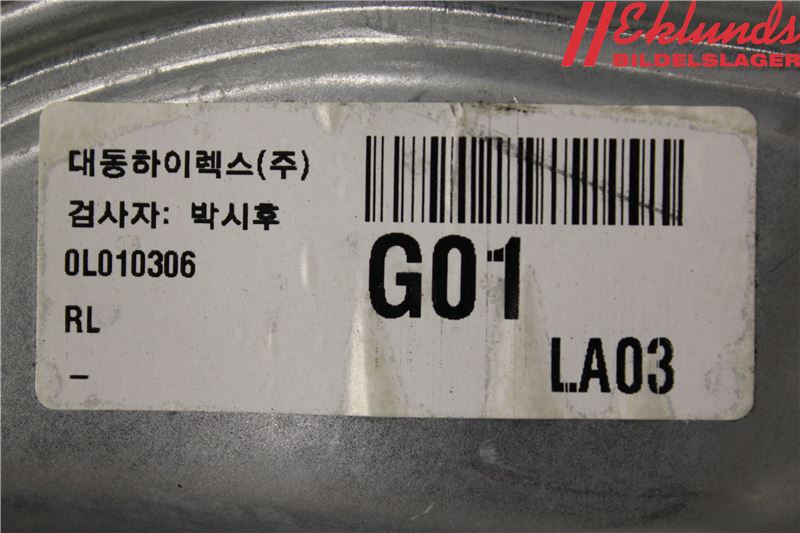 Eklunds
BILDELSLAGER
대동하이렉스(주)
검사자: 박시후
0L010306
RL
-
G01
LA03